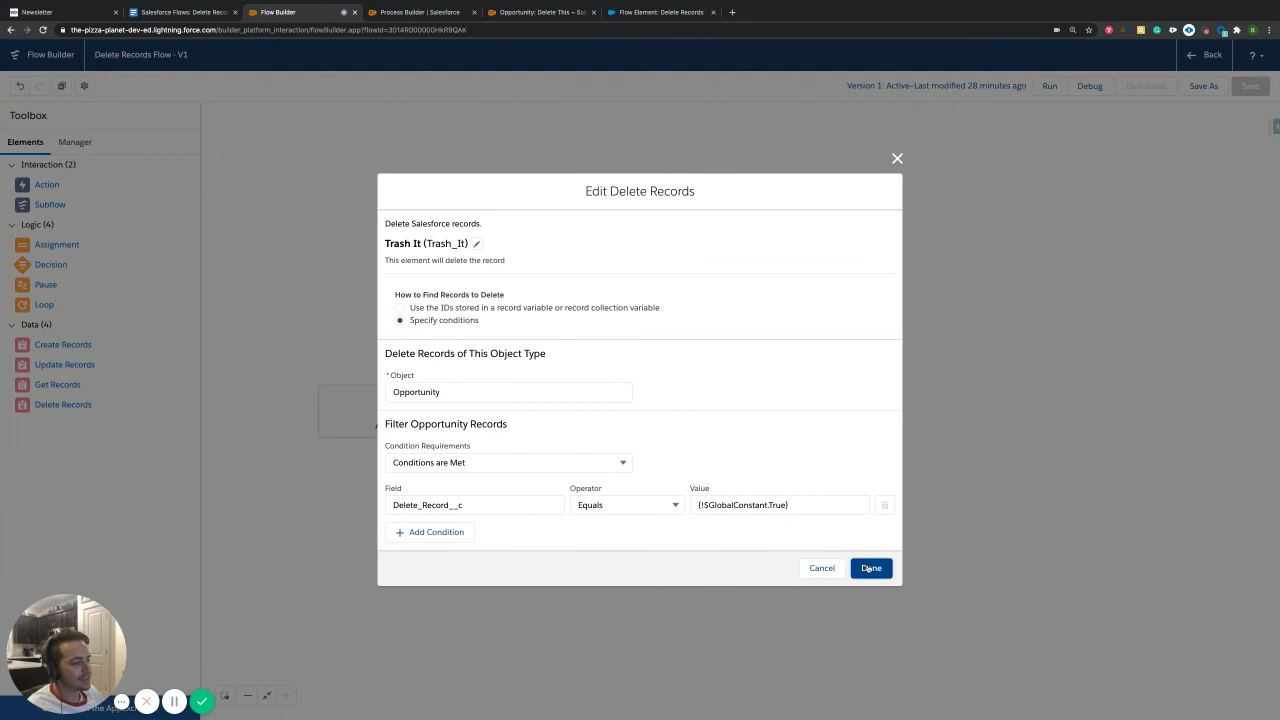 Newsletter
Salesforce Flows: Delete Reco
Flow Builder
Process Builder | Salesforce
Opportunity: Delete This ~ Sale
Flow Element: Delete Records
the-pizza-planet-dev-ed.lightning.force.com/builder_platform_interaction/flowBuilder.app?flowId=3014R000000HkR9QAK
Flow Builder
Delete Records Flow - V1
Back
?
Version 1: Active—Last modified 28 minutes ago
Run
Debug
Deactivate
Save As
Save
Toolbox
Elements
Manager
Interaction (2)
Action
Subflow
Logic (4)
Assignment
Decision
Pause
Loop
Data (4)
Create Records
Update Records
Get Records
Delete Records
Edit Delete Records
Delete Salesforce records.
Trash It (Trash_It)
This element will delete the record
How to Find Records to Delete
Use the IDs stored in a record variable or record collection variable
Specify conditions
Delete Records of This Object Type
* Object
Opportunity
Filter Opportunity Records
Condition Requirements
Conditions are Met
Field
Operator
Value
Delete_Record__c
Equals
{!$GlobalConstant.True}
+ Add Condition
Cancel
Done